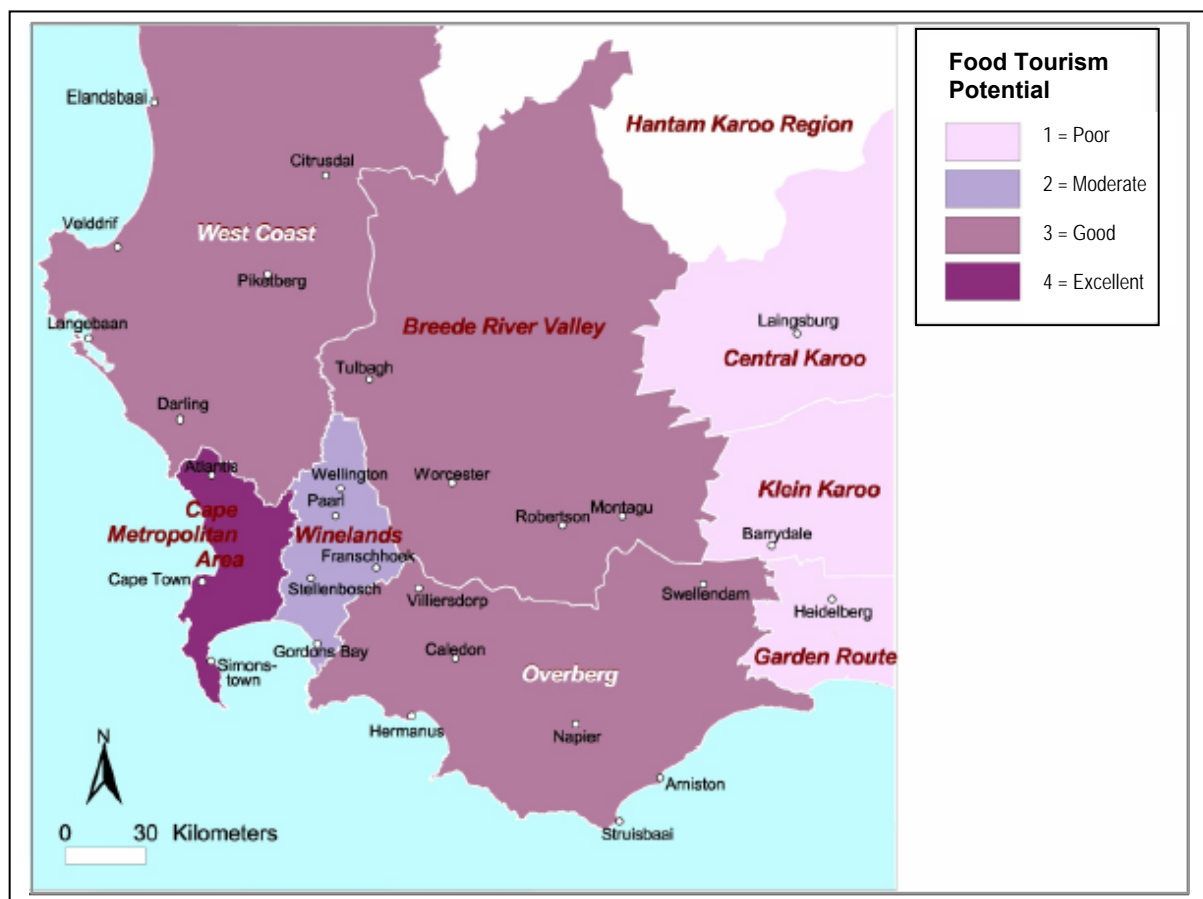 Food Tourism
Potential
1 = Poor
2 = Moderate
3 = Good
4 = Excellent
Elandsbaai
Hantam Karoo Region
Citrusdal
Velddrif
West Coast
Piketberg
Langebaan
Breede River Valley
Laingsburg
Central Karoo
Tulbagh
Darling
Atlantis
Wellington
Worcester
Klein Karoo
Paarl
Cape
Metropolitan
Area
Winelands
Robertson
Montagu
Barrydale
Franschhoek
Cape Town
Stellenbosch
Villiersdorp
Swellendam
Heidelberg
Gordons Bay
Caledon
Garden Route
Simons-
town
Overberg
Hermanus
Napier
N
Arniston
Struisbaai
0 30 Kilometers